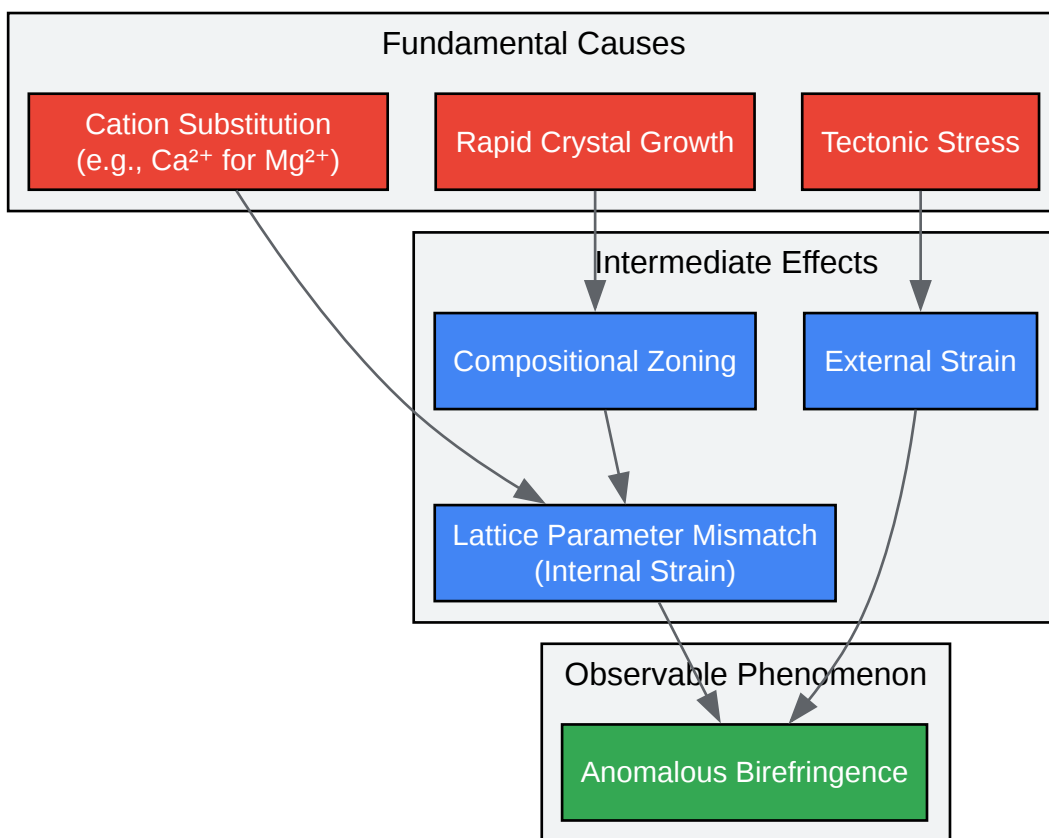 Fundamental Causes
Cation Substitution
(e.g., Ca²⁺ for Mg²⁺)
Rapid Crystal Growth
Tectonic Stress
Intermediate Effects
Compositional Zoning
External Strain
Lattice Parameter Mismatch
(Internal Strain)
Observable Phenomenon
Anomalous Birefringence